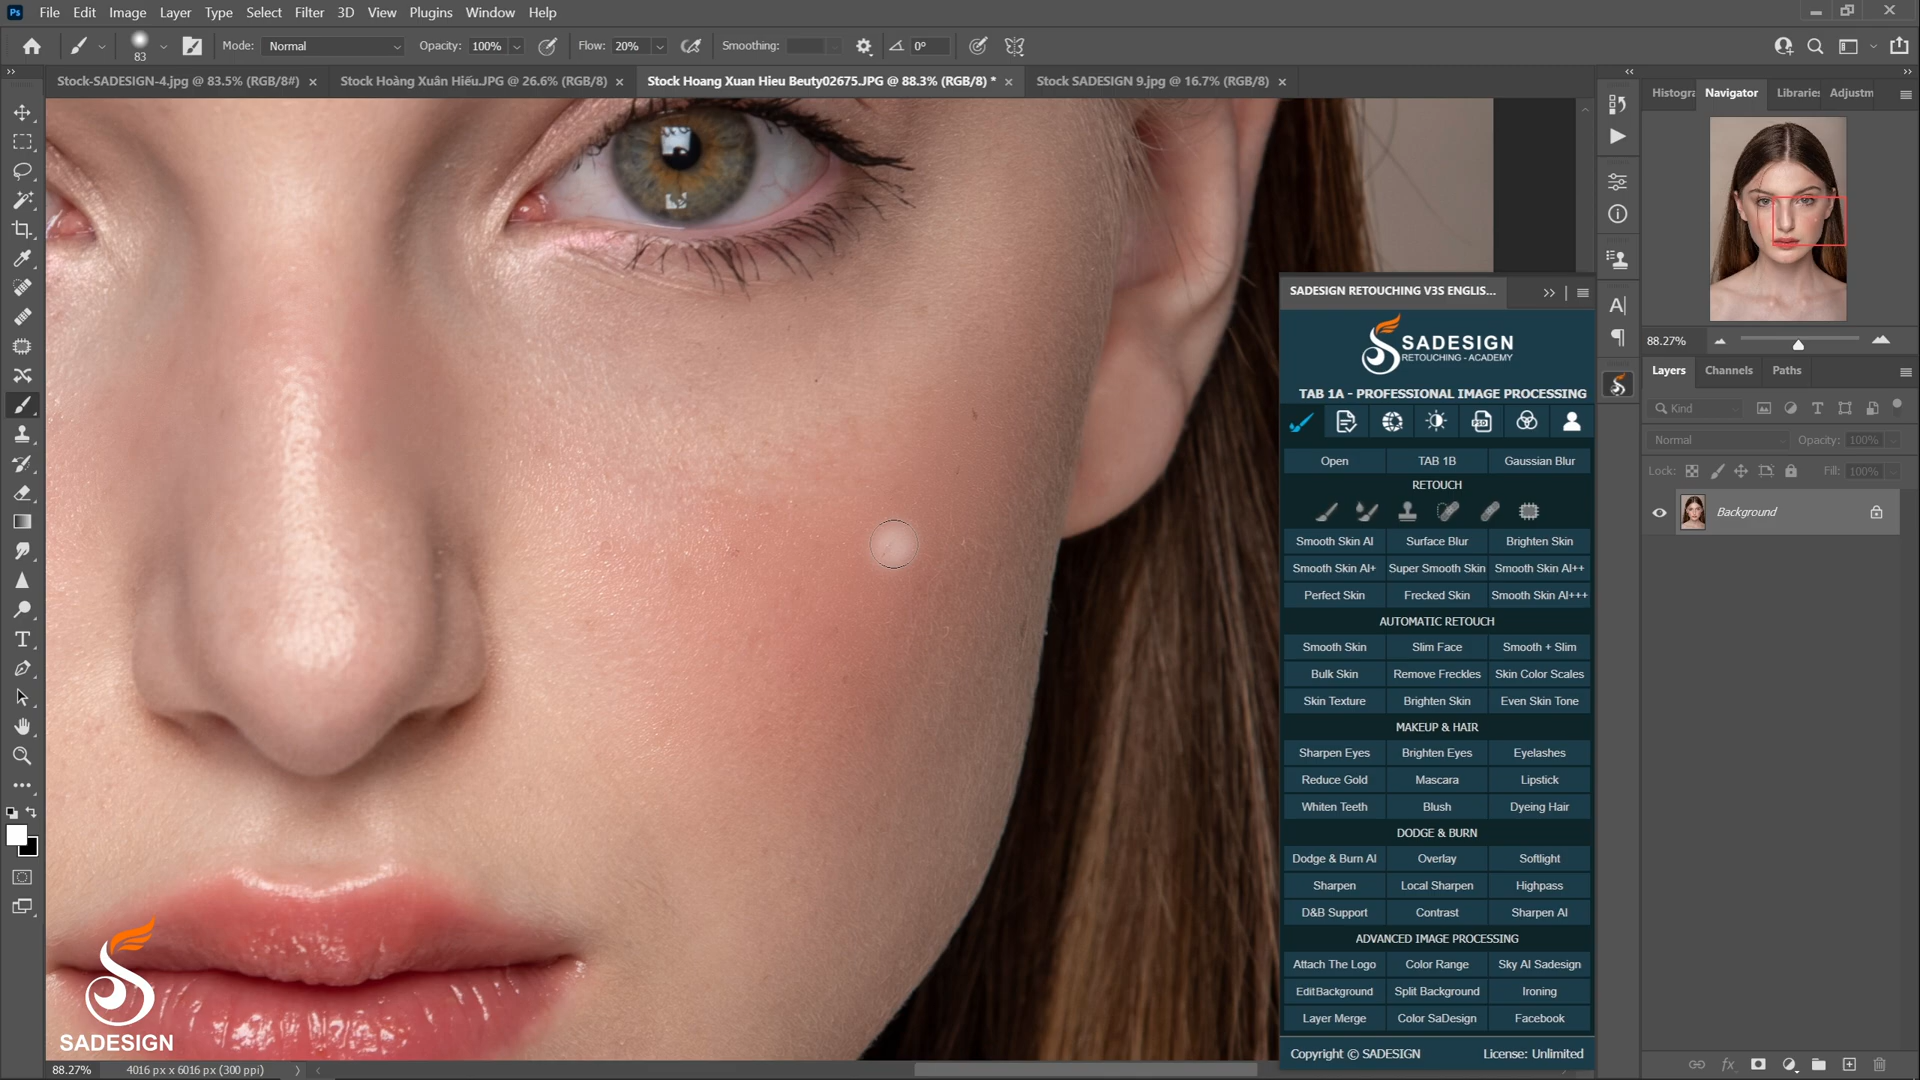 Ps File Edit Image Layer Type Select Filter 3D View Plugins Window Help
83 Mode: Normal Opacity: 100% Flow: 20% Smoothing: 0°
Stock-SADESIGN-4.jpg @ 83.5% (RGB/8#) × Stock Hoàng Xuân Hiếu.JPG @ 26.6% (RGB/8) × Stock Hoang Xuan Hieu Beuty02675.JPG @ 88.3% (RGB/8) * × Stock SADESIGN 9.jpg @ 16.7% (RGB/8) ×
Histogra Navigator Libraries Adjustm
88.27%
Layers Channels Paths
Kind
Normal Opacity: 100%
Lock: Fill: 100%
Background
SADESIGN RETOUCHING V3S ENGLIS...
SADESIGN
RETOUCHING - ACADEMY
TAB 1A - PROFESSIONAL IMAGE PROCESSING
PSD
Open TAB 1B Gaussian Blur
RETOUCH
Smooth Skin AI Surface Blur Brighten Skin
Smooth Skin AI+ Super Smooth Skin Smooth Skin AI++
Perfect Skin Frecked Skin Smooth Skin AI+++
AUTOMATIC RETOUCH
Smooth Skin Slim Face Smooth + Slim
Bulk Skin Remove Freckles Skin Color Scales
Skin Texture Brighten Skin Even Skin Tone
MAKEUP & HAIR
Sharpen Eyes Brighten Eyes Eyelashes
Reduce Gold Mascara Lipstick
Whiten Teeth Blush Dyeing Hair
DODGE & BURN
Dodge & Burn AI Overlay Softlight
Sharpen Local Sharpen Highpass
D&B Support Contrast Sharpen AI
ADVANCED IMAGE PROCESSING
Attach The Logo Color Range Sky AI Sadesign
EditBackground Split Background Ironing
Layer Merge Color SaDesign Facebook
Copyright © SADESIGN License: Unlimited
SADESIGN
88.27% 4016 px x 6016 px (300 ppi)